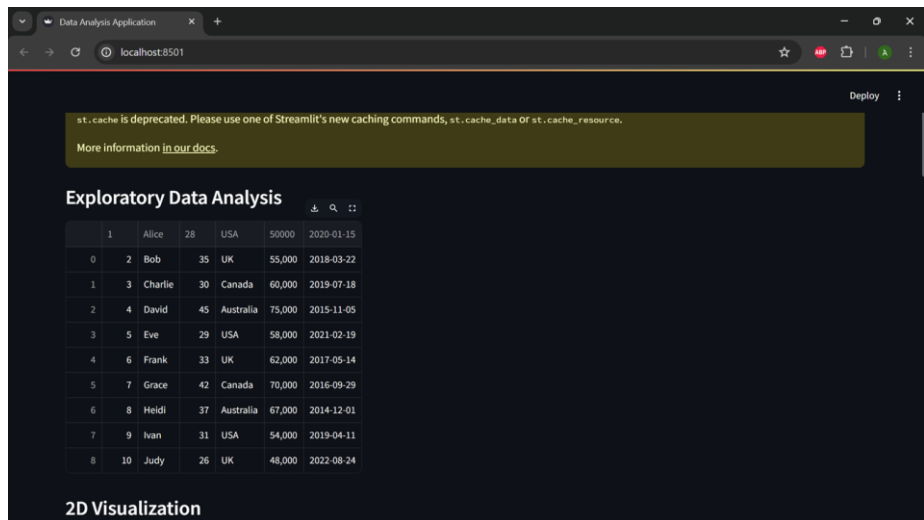 Data Analysis Application
localhost:8501
ABP
A
Deploy
st.cache is deprecated. Please use one of Streamlit's new caching commands, st.cache_data or st.cache_resource.
More information in our docs.
Exploratory Data Analysis
1 Alice 28 USA 50000 2020-01-15
0 2 Bob 35 UK 55,000 2018-03-22
1 3 Charlie 30 Canada 60,000 2019-07-18
2 4 David 45 Australia 75,000 2015-11-05
3 5 Eve 29 USA 58,000 2021-02-19
4 6 Frank 33 UK 62,000 2017-05-14
5 7 Grace 42 Canada 70,000 2016-09-29
6 8 Heidi 37 Australia 67,000 2014-12-01
7 9 Ivan 31 USA 54,000 2019-04-11
8 10 Judy 26 UK 48,000 2022-08-24
2D Visualization